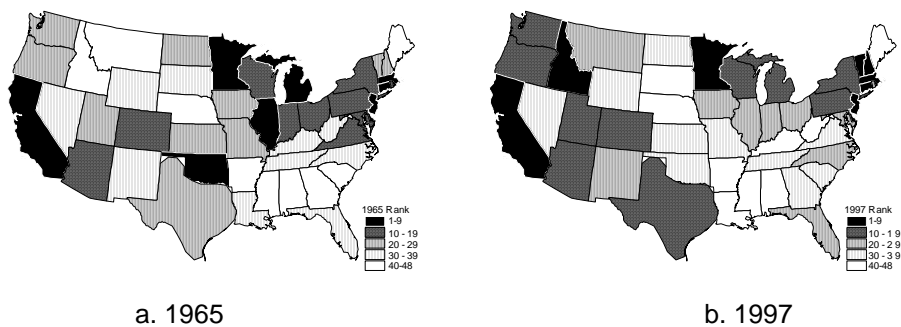 1965 Rank
1-9
10 - 19
20 - 29
30 - 39
40-48
1997 Rank
1-9
10 - 1 9
20 - 2 9
30 - 3 9
40-48
a. 1965
b. 1997